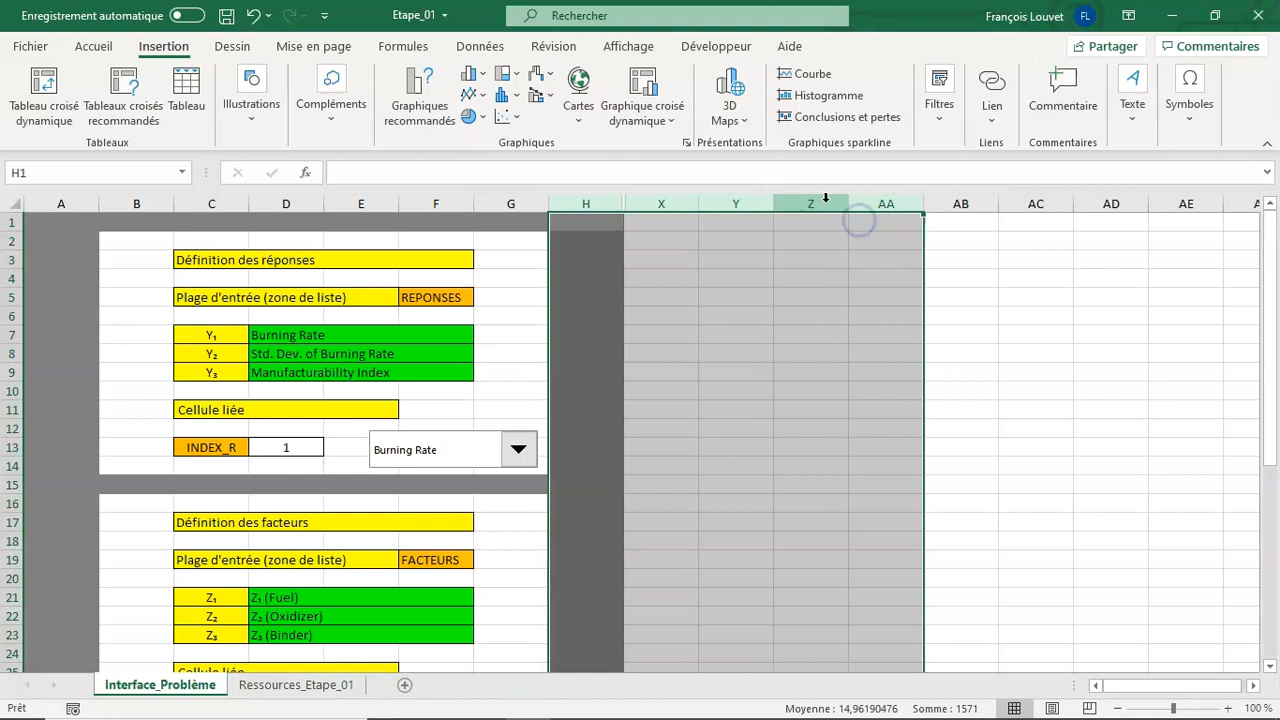 Enregistrement automatique
Etape_01
Rechercher
François Louvet
FL
Fichier
Accueil
Insertion
Dessin
Mise en page
Formules
Données
Révision
Affichage
Développeur
Aide
Partager
Commentaires
Tableau croisé dynamique
Tableaux croisés recommandés
Tableau
Illustrations
Compléments
Graphiques recommandés
Cartes
Graphique croisé dynamique
3D Maps
Courbe
Histogramme
Conclusions et pertes
Filtres
Lien
Commentaire
Texte
Symboles
Tableaux
Graphiques
Présentations
Graphiques sparkline
Liens
Commentaires
H1
fx
A B C D E F G H X Y Z AA AB AC AD AE
1
2
3 Définition des réponses
4
5 Plage d'entrée (zone de liste) REPONSES
6
7 Y₁ Burning Rate
8 Y₂ Std. Dev. of Burning Rate
9 Y₃ Manufacturability Index
10
11 Cellule liée
12
13 INDEX_R 1 Burning Rate
14
15
16
17 Définition des facteurs
18
19 Plage d'entrée (zone de liste) FACTEURS
20
21 Z₁ Z₁ (Fuel)
22 Z₂ Z₂ (Oxidizer)
23 Z₃ Z₃ (Binder)
24
25 Cellule liée
Interface_Problème
Ressources_Etape_01
Prêt
Moyenne : 14,96190476
Somme : 1571
100 %